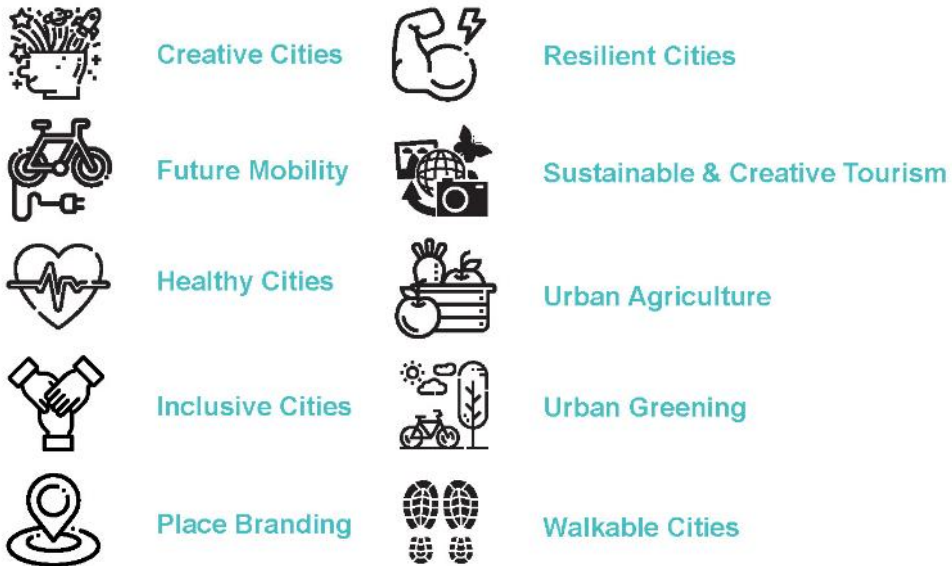 Creative Cities
Future Mobility
Healthy Cities
Inclusive Cities
Place Branding
Resilient Cities
Sustainable & Creative Tourism
Urban Agriculture
Urban Greening
Walkable Cities